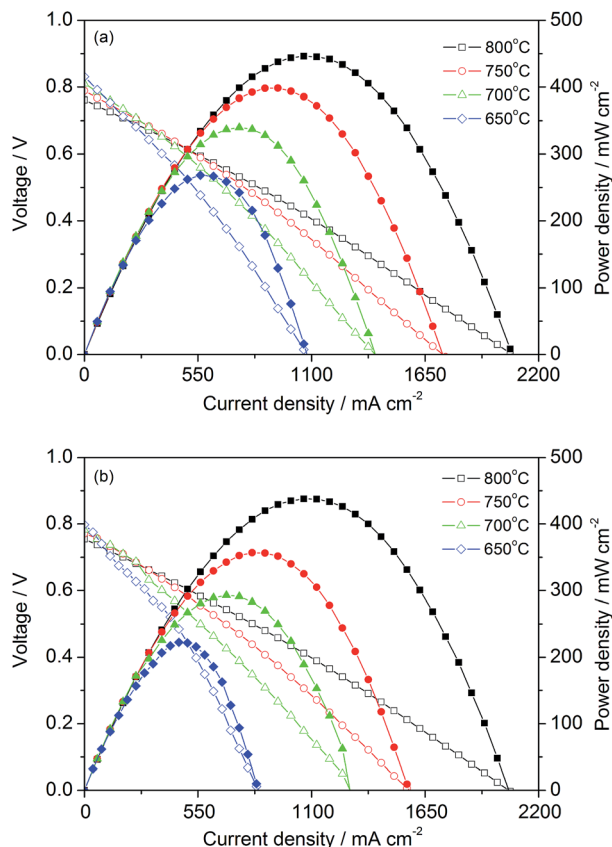 (a)
800°C
750°C
700°C
650°C
1.0
0.8
0.6
0.4
0.2
0.0
Voltage / V
500
400
300
200
100
0
Power density / mW cm⁻²
0 550 1100 1650 2200
Current density / mA cm⁻²
(b)
800°C
750°C
700°C
650°C
1.0
0.8
0.6
0.4
0.2
0.0
Voltage / V
500
400
300
200
100
0
Power density / mW cm⁻²
0 550 1100 1650 2200
Current density / mA cm⁻²